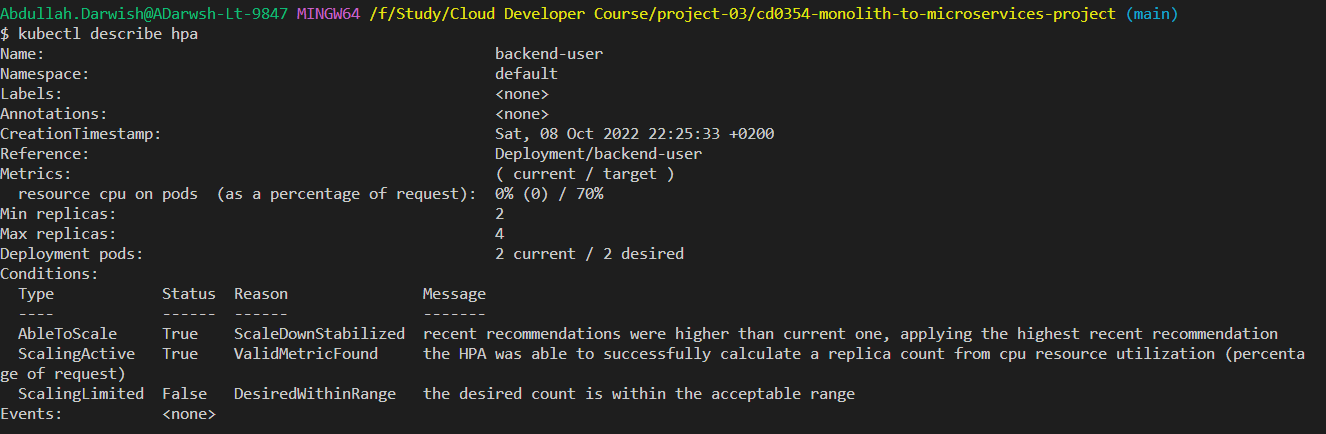 Abdullah.Darwish@ADarwsh-Lt-9847 MINGW64 /f/Study/Cloud Developer Course/project-03/cd0354-monolith-to-microservices-project (main)
$ kubectl describe hpa
Name:                                                  backend-user
Namespace:                                             default
Labels:                                                <none>
Annotations:                                           <none>
CreationTimestamp:                                     Sat, 08 Oct 2022 22:25:33 +0200
Reference:                                             Deployment/backend-user
Metrics:                                               ( current / target )
  resource cpu on pods  (as a percentage of request):  0% (0) / 70%
Min replicas:                                          2
Max replicas:                                          4
Deployment pods:                                       2 current / 2 desired
Conditions:
  Type            Status  Reason               Message
  ----            ------  ------               -------
  AbleToScale     True    ScaleDownStabilized  recent recommendations were higher than current one, applying the highest recent recommendation
  ScalingActive   True    ValidMetricFound     the HPA was able to successfully calculate a replica count from cpu resource utilization (percenta
ge of request)
  ScalingLimited  False   DesiredWithinRange   the desired count is within the acceptable range
Events:           <none>